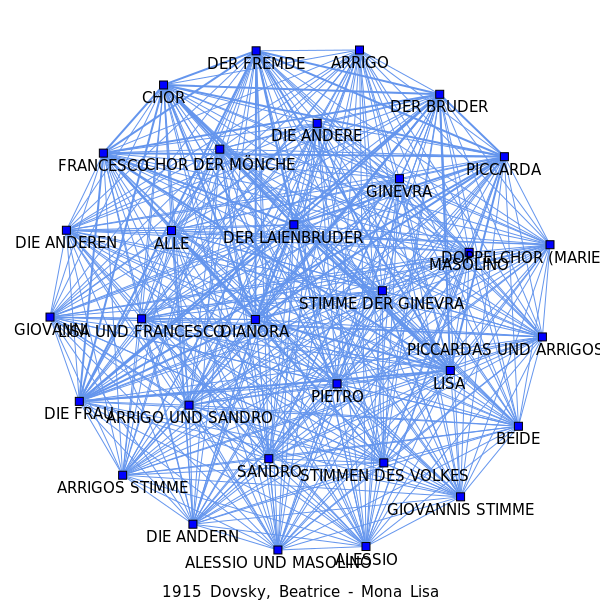 DER FREMDE
ARRIGO
CHOR
DER BRUDER
DIE ANDERE
FRANCESCO
CHOR DER MÖNCHE
PICCARDA
GINEVRA
DIE ANDEREN
ALLE
DER LAIENBRUDER
DOPPELCHOR (MARIE
MASOLINO
STIMME DER GINEVRA
GIOVANNI
LISA UND FRANCESCO
DIANORA
PICCARDAS UND ARRIGOS
LISA
PIETRO
DIE FRAU
ARRIGO UND SANDRO
BEIDE
SANDRO
STIMMEN DES VOLKES
ARRIGOS STIMME
GIOVANNIS STIMME
DIE ANDERN
ALESSIO UND MASOLINO
ALESSIO
1915 Dovsky, Beatrice - Mona Lisa